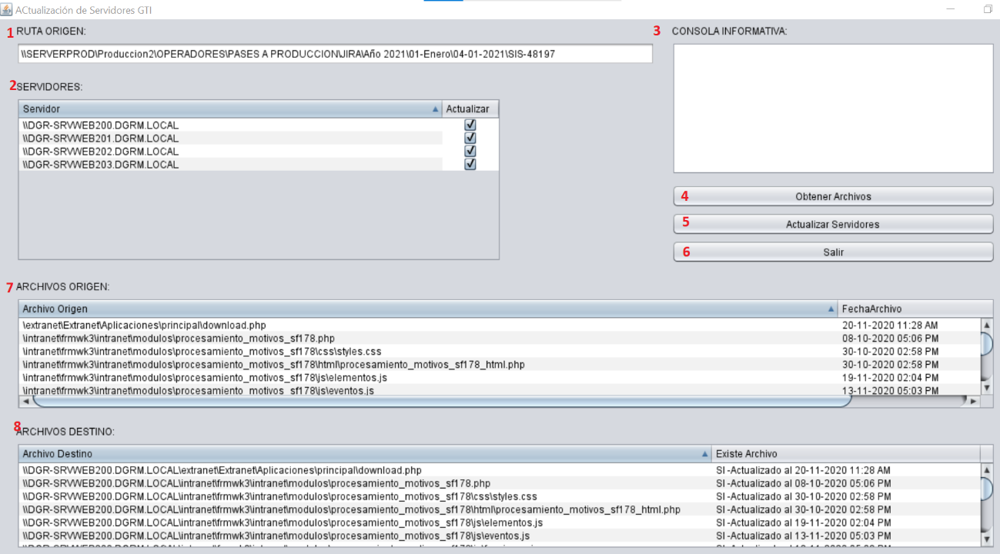 ACtualización de Servidores GTI
1 RUTA ORIGEN:
\\SERVERPROD\Produccion2\OPERADORES\PASES A PRODUCCION\JIRA\Año 2021\01-Enero\04-01-2021\SIS-48197
2 SERVIDORES:
Servidor Actualizar
\\DGR-SRVWEB200.DGRM.LOCAL
\\DGR-SRVWEB201.DGRM.LOCAL
\\DGR-SRVWEB202.DGRM.LOCAL
\\DGR-SRVWEB203.DGRM.LOCAL
3 CONSOLA INFORMATIVA:
4 Obtener Archivos
5 Actualizar Servidores
6 Salir
7 ARCHIVOS ORIGEN:
Archivo Origen FechaArchivo
\extranet\Extranet\Aplicaciones\principal\download.php 20-11-2020 11:28 AM
\intranet\frmwk3\intranet\modulos\procesamiento_motivos_sf178.php 08-10-2020 05:06 PM
\intranet\frmwk3\intranet\modulos\procesamiento_motivos_sf178\css\styles.css 30-10-2020 02:58 PM
\intranet\frmwk3\intranet\modulos\procesamiento_motivos_sf178\html\procesamiento_motivos_sf178_html.php 30-10-2020 02:58 PM
\intranet\frmwk3\intranet\modulos\procesamiento_motivos_sf178\js\elementos.js 19-11-2020 02:04 PM
\intranet\frmwk3\intranet\modulos\procesamiento_motivos_sf178\js\eventos.js 13-11-2020 05:03 PM
8 ARCHIVOS DESTINO:
Archivo Destino Existe Archivo
\\DGR-SRVWEB200.DGRM.LOCAL\extranet\Extranet\Aplicaciones\principal\download.php SI -Actualizado al 20-11-2020 11:28 AM
\\DGR-SRVWEB200.DGRM.LOCAL\intranet\frmwk3\intranet\modulos\procesamiento_motivos_sf178.php SI -Actualizado al 08-10-2020 05:06 PM
\\DGR-SRVWEB200.DGRM.LOCAL\intranet\frmwk3\intranet\modulos\procesamiento_motivos_sf178\css\styles.css SI -Actualizado al 30-10-2020 02:58 PM
\\DGR-SRVWEB200.DGRM.LOCAL\intranet\frmwk3\intranet\modulos\procesamiento_motivos_sf178\html\procesamiento_motivos_sf178_html.php SI -Actualizado al 30-10-2020 02:58 PM
\\DGR-SRVWEB200.DGRM.LOCAL\intranet\frmwk3\intranet\modulos\procesamiento_motivos_sf178\js\elementos.js SI -Actualizado al 19-11-2020 02:04 PM
\\DGR-SRVWEB200.DGRM.LOCAL\intranet\frmwk3\intranet\modulos\procesamiento_motivos_sf178\js\eventos.js SI -Actualizado al 13-11-2020 05:03 PM